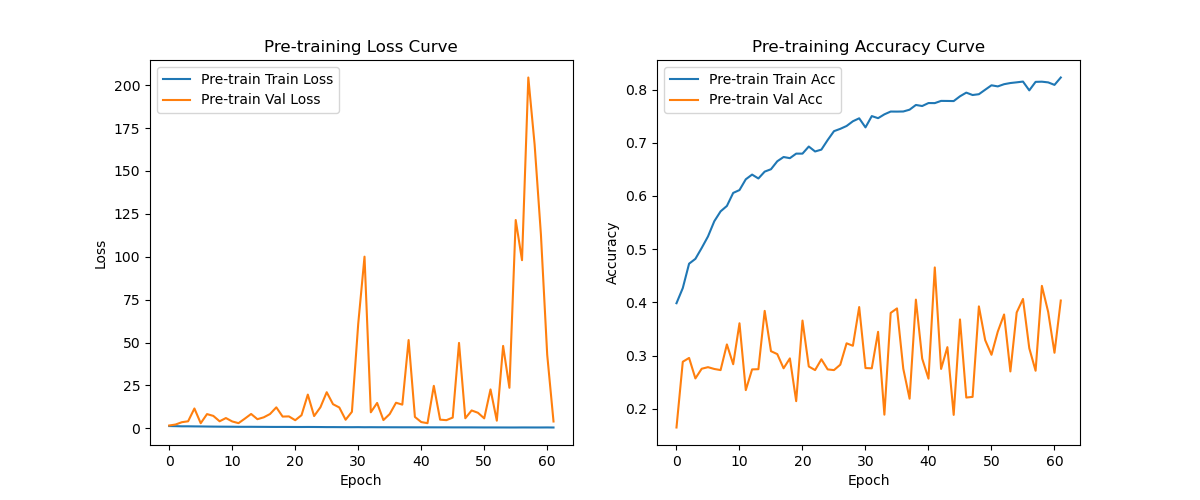 Pre-training Loss Curve
Pre-train Train Loss
Pre-train Val Loss
Loss
200
175
150
125
100
75
50
25
0
0 10 20 30 40 50 60
Epoch
Pre-training Accuracy Curve
Pre-train Train Acc
Pre-train Val Acc
Accuracy
0.8
0.7
0.6
0.5
0.4
0.3
0.2
0 10 20 30 40 50 60
Epoch